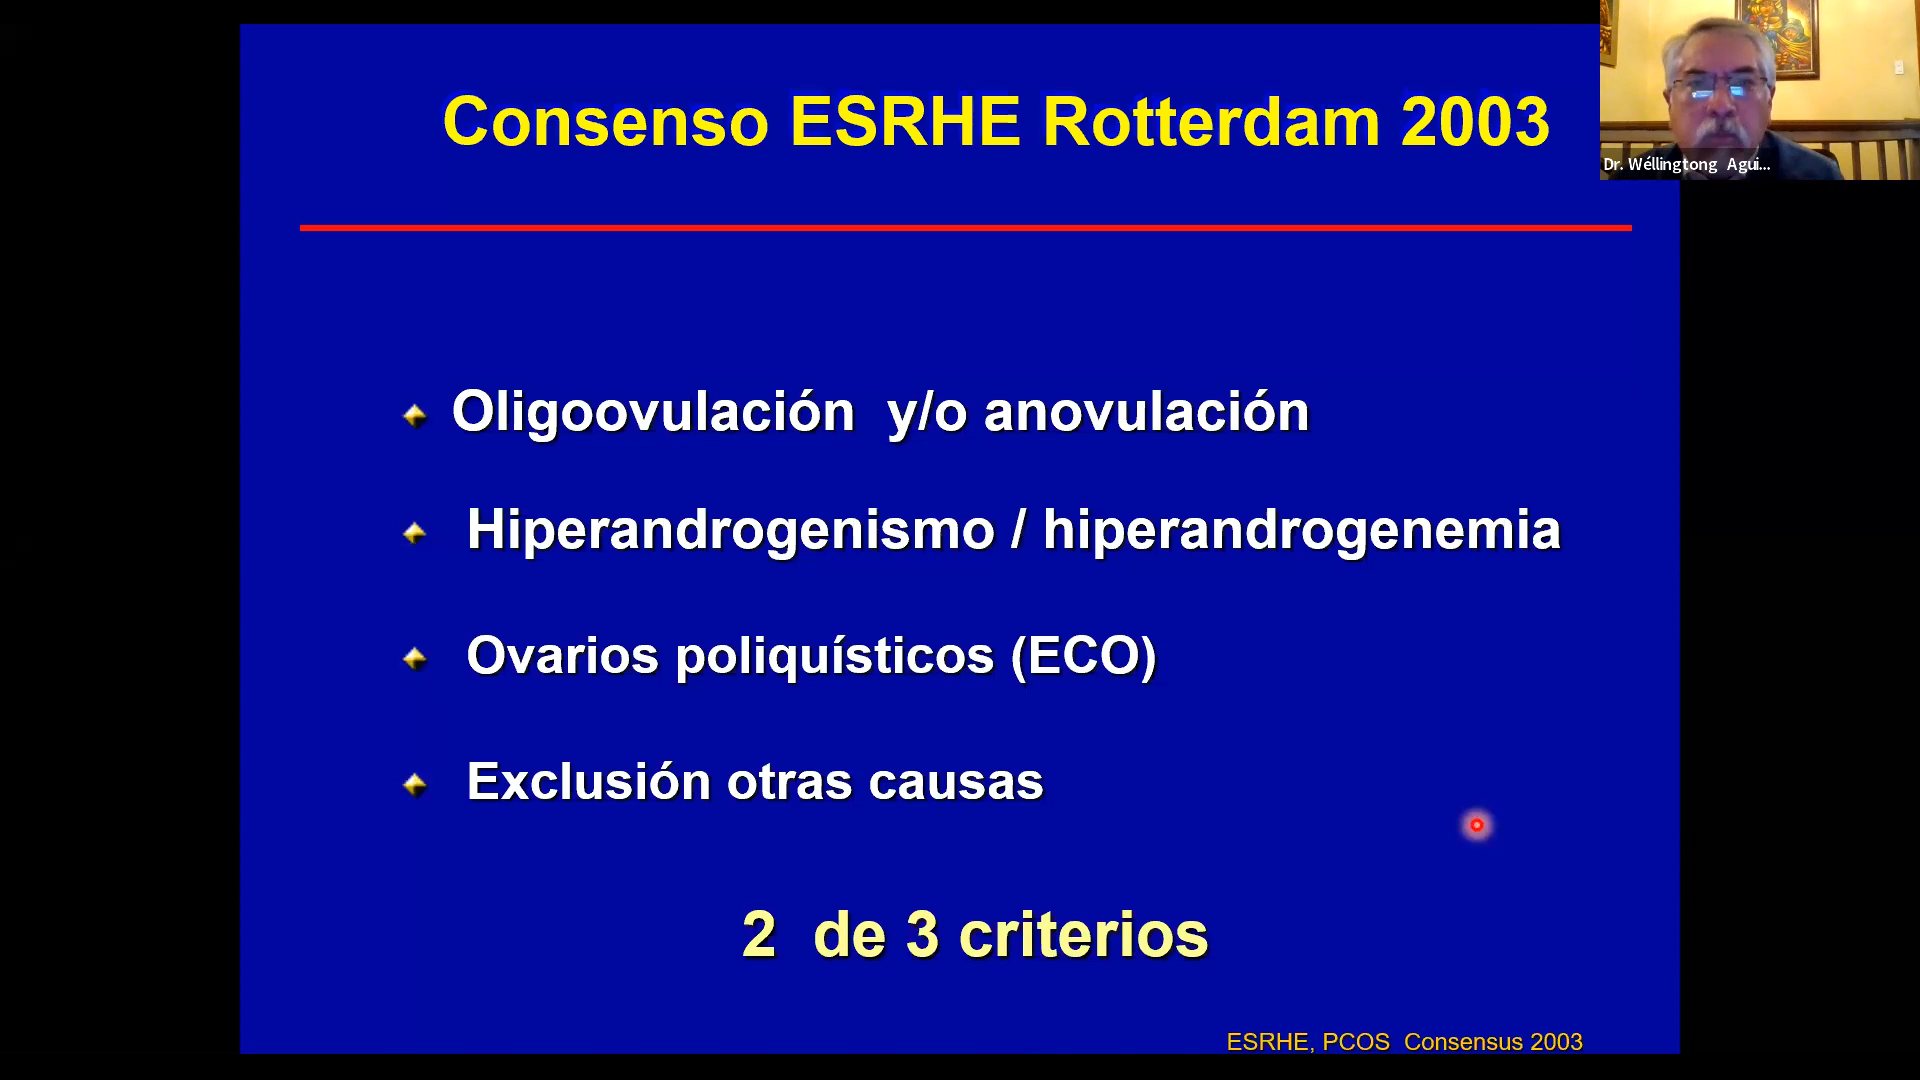 Consenso ESRHE Rotterdam 2003
Dr. Wéllingtong Agui...
Oligoovulación y/o anovulación
Hiperandrogenismo / hiperandrogenemia
Ovarios poliquísticos (ECO)
Exclusión otras causas
2 de 3 criterios
ESRHE, PCOS Consensus 2003